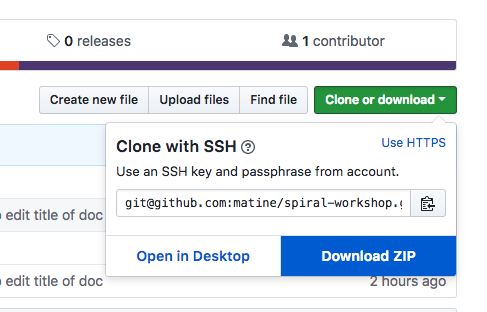 0 releases
1 contributor
Create new file
Upload files
Find file
Clone or download
Clone with SSH
Use HTTPS
Use an SSH key and passphrase from account.
git@github.com:matine/spiral-workshop.g
Open in Desktop
Download ZIP
edit title of doc
edit title of doc
2 hours ago